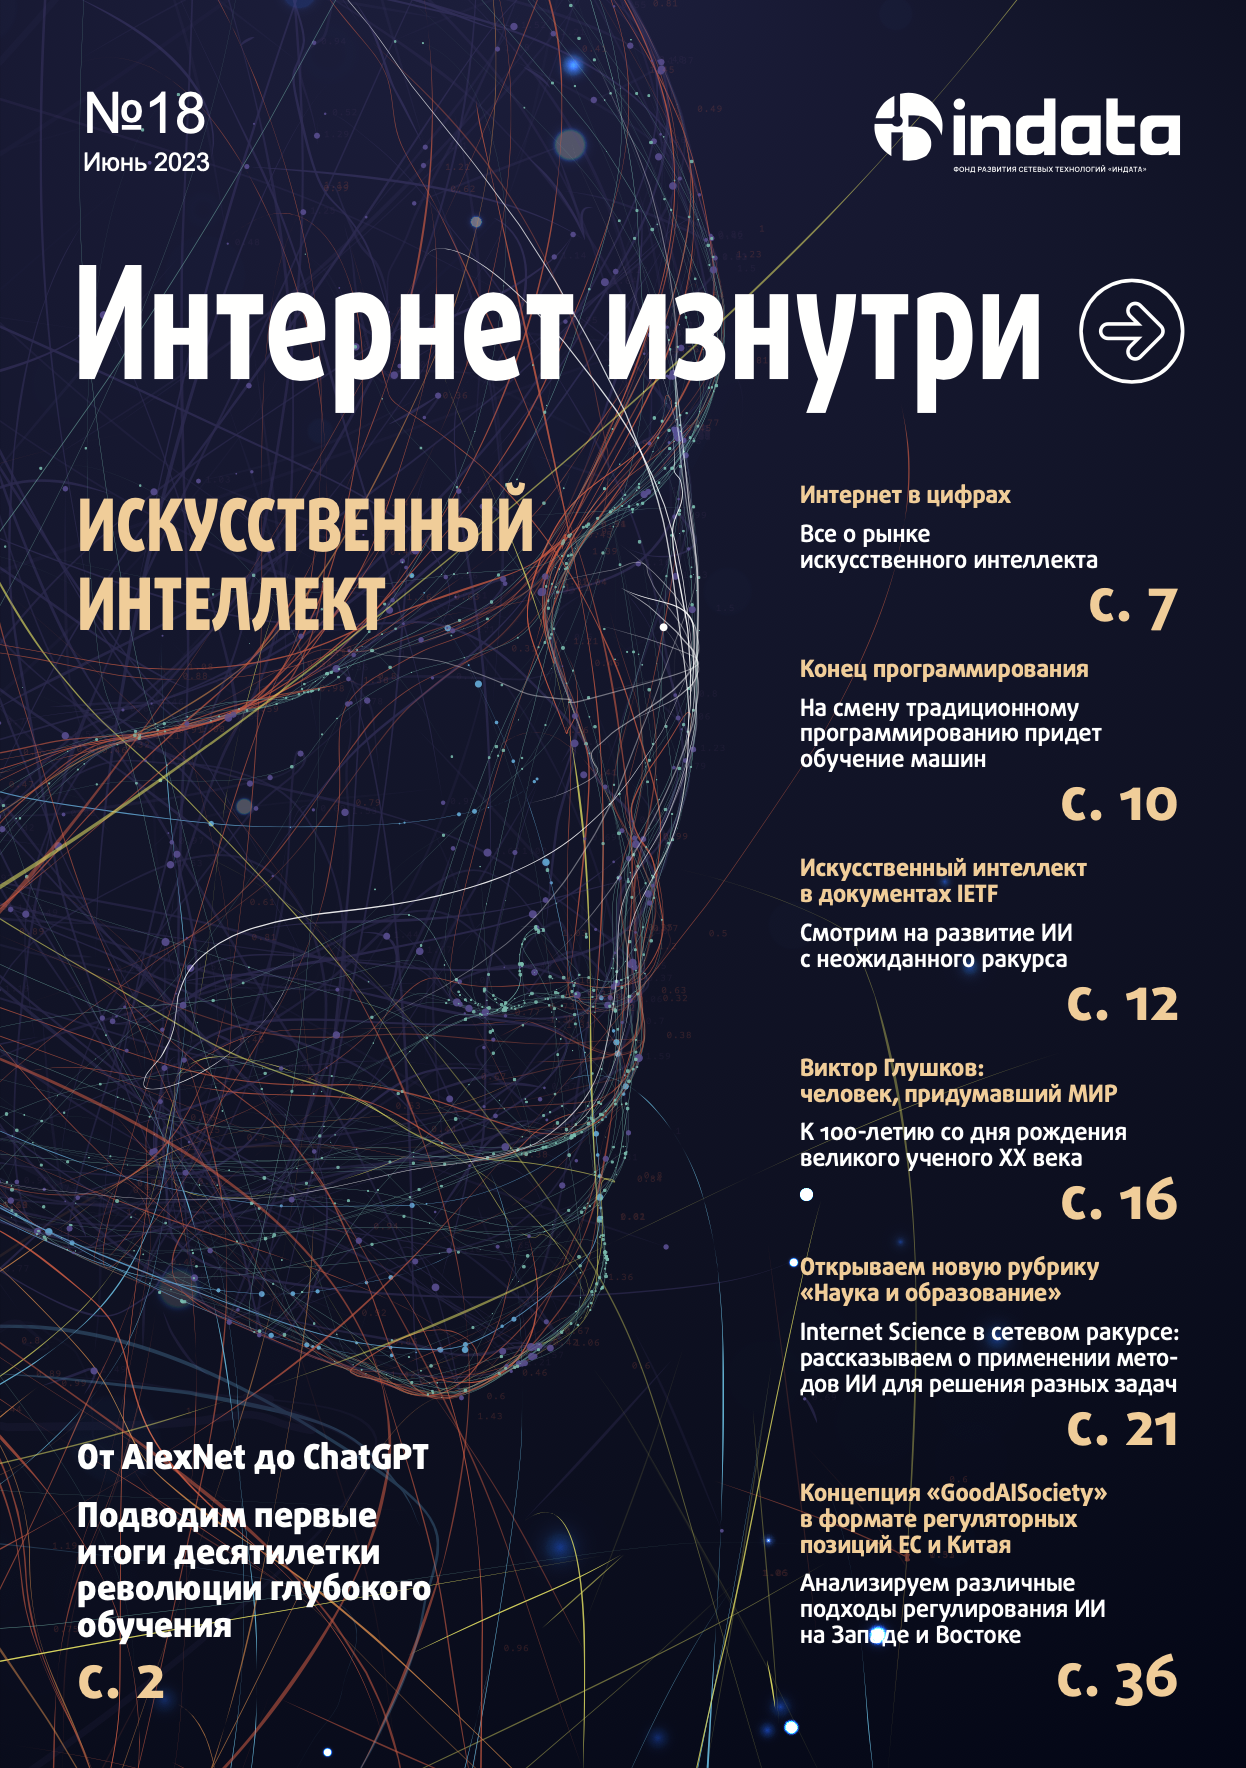 №18
Июнь 2023
indata
ФОНД РАЗВИТИЯ СЕТЕВЫХ ТЕХНОЛОГИЙ «ИНДАТА»
Интернет изнутри
ИСКУССТВЕННЫЙ
ИНТЕЛЛЕКТ
От AlexNet до ChatGPT
Подводим первые
итоги десятилетки
революции глубокого
обучения
с. 2
Интернет в цифрах
Все о рынке
искусственного интеллекта
с. 7
Конец программирования
На смену традиционному
программированию придет
обучение машин
с. 10
Искусственный интеллект
в документах IETF
Смотрим на развитие ИИ
с неожиданного ракурса
с. 12
Виктор Глушков:
человек, придумавший МИР
К 100-летию со дня рождения
великого ученого XX века
с. 16
Открываем новую рубрику
«Наука и образование»
Internet Science в сетевом ракурсе:
рассказываем о применении мето-
дов ИИ для решения разных задач
с. 21
Концепция «GoodAISociety»
в формате регуляторных
позиций ЕС и Китая
Анализируем различные
подходы регулирования ИИ
на Западе и Востоке
с. 36